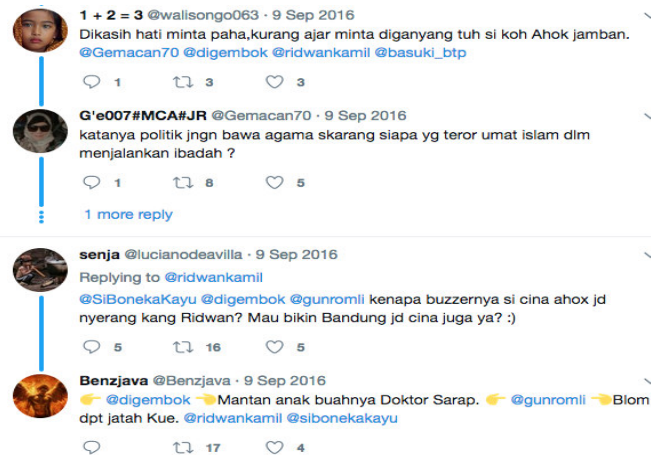 1 + 2 = 3 @walisongo063 · 9 Sep 2016
Dikasih hati minta paha,kurang ajar minta diganyang tuh si koh Ahok jamban.
@Gemacan70 @digembok @ridwankamil @basuki_btp
1 3 3
G'e007#MCA#JR @Gemacan70 · 9 Sep 2016
katanya politik jngn bawa agama skarang siapa yg teror umat islam dlm
menjalankan ibadah ?
1 8 5
1 more reply
senja @lucianodeavilla · 9 Sep 2016
Replying to @ridwankamil
@SiBonekaKayu @digembok @gunromli kenapa buzzernya si cina ahox jd
nyerang kang Ridwan? Mau bikin Bandung jd cina juga ya? :)
5 16 5
Benzjava @Benzjava · 9 Sep 2016
👉 @digembok 👈Mantan anak buahnya Doktor Sarap. 👉 @gunromli 👈Blom
dpt jatah Kue. @ridwankamil @sibonekakayu
17 4